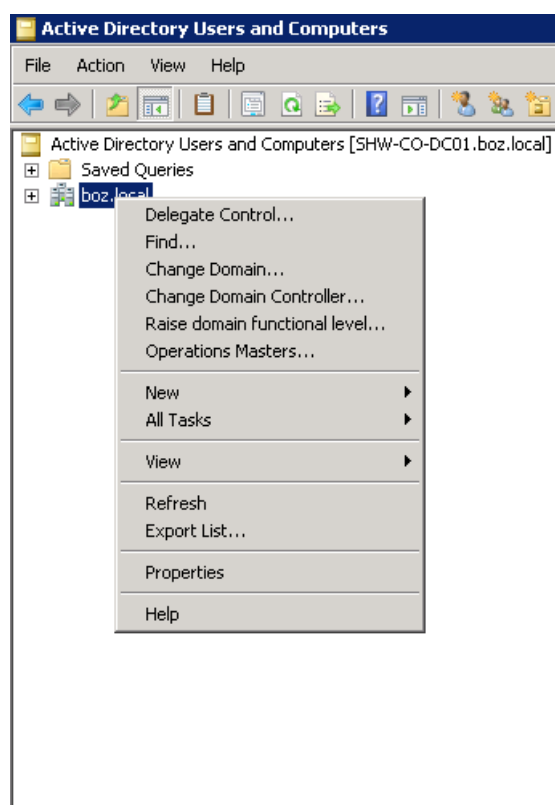 Active Directory Users and Computers
File Action View Help
Active Directory Users and Computers [SHW-CO-DC01.boz.local]
Saved Queries
boz.local
Delegate Control...
Find...
Change Domain...
Change Domain Controller...
Raise domain functional level...
Operations Masters...
New
All Tasks
View
Refresh
Export List...
Properties
Help